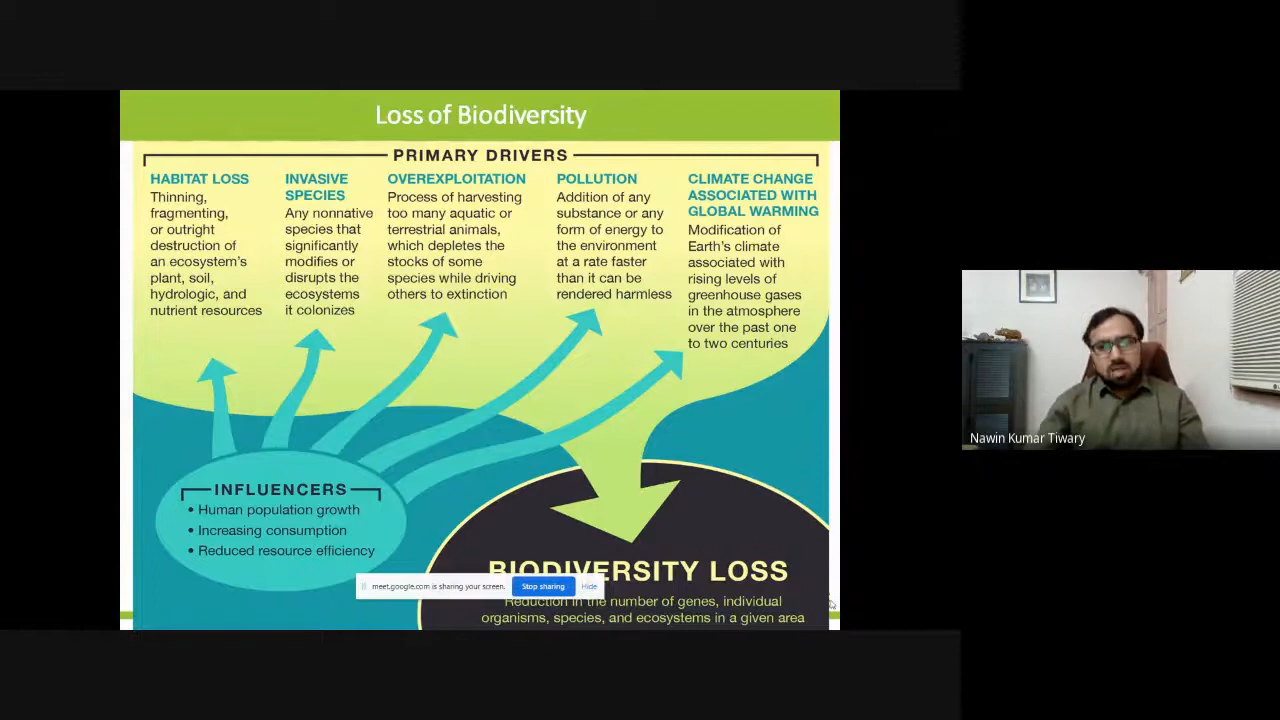 Loss of Biodiversity
PRIMARY DRIVERS
HABITAT LOSS
Thinning,
fragmenting,
or outright
destruction of
an ecosystem's
plant, soil,
hydrologic, and
nutrient resources
INVASIVE
SPECIES
Any nonnative
species that
significantly
modifies or
disrupts the
ecosystems
it colonizes
OVEREXPLOITATION
Process of harvesting
too many aquatic or
terrestrial animals,
which depletes the
stocks of some
species while driving
others to extinction
POLLUTION
Addition of any
substance or any
form of energy to
the environment
at a rate faster
than it can be
rendered harmless
CLIMATE CHANGE
ASSOCIATED WITH
GLOBAL WARMING
Modification of
Earth's climate
associated with
rising levels of
greenhouse gases
in the atmosphere
over the past one
to two centuries
INFLUENCERS
• Human population growth
• Increasing consumption
• Reduced resource efficiency
BIODIVERSITY LOSS
Reduction in the number of genes, individual
organisms, species, and ecosystems in a given area
meet.google.com is sharing your screen.
Stop sharing
Hide
Nawin Kumar Tiwary